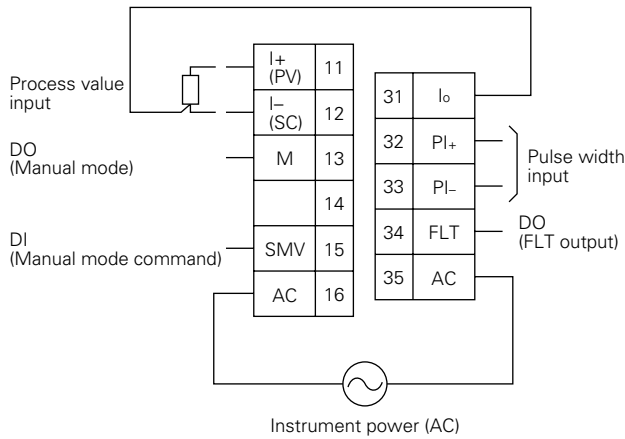 Process value
input
DO
(Manual mode)
DI
(Manual mode command)
I+
(PV)
11
I–
(SC)
12
M
13
14
SMV
15
AC
16
31
Io
32
PI+
33
PI–
34
FLT
35
AC
Pulse width
input
DO
(FLT output)
Instrument power (AC)